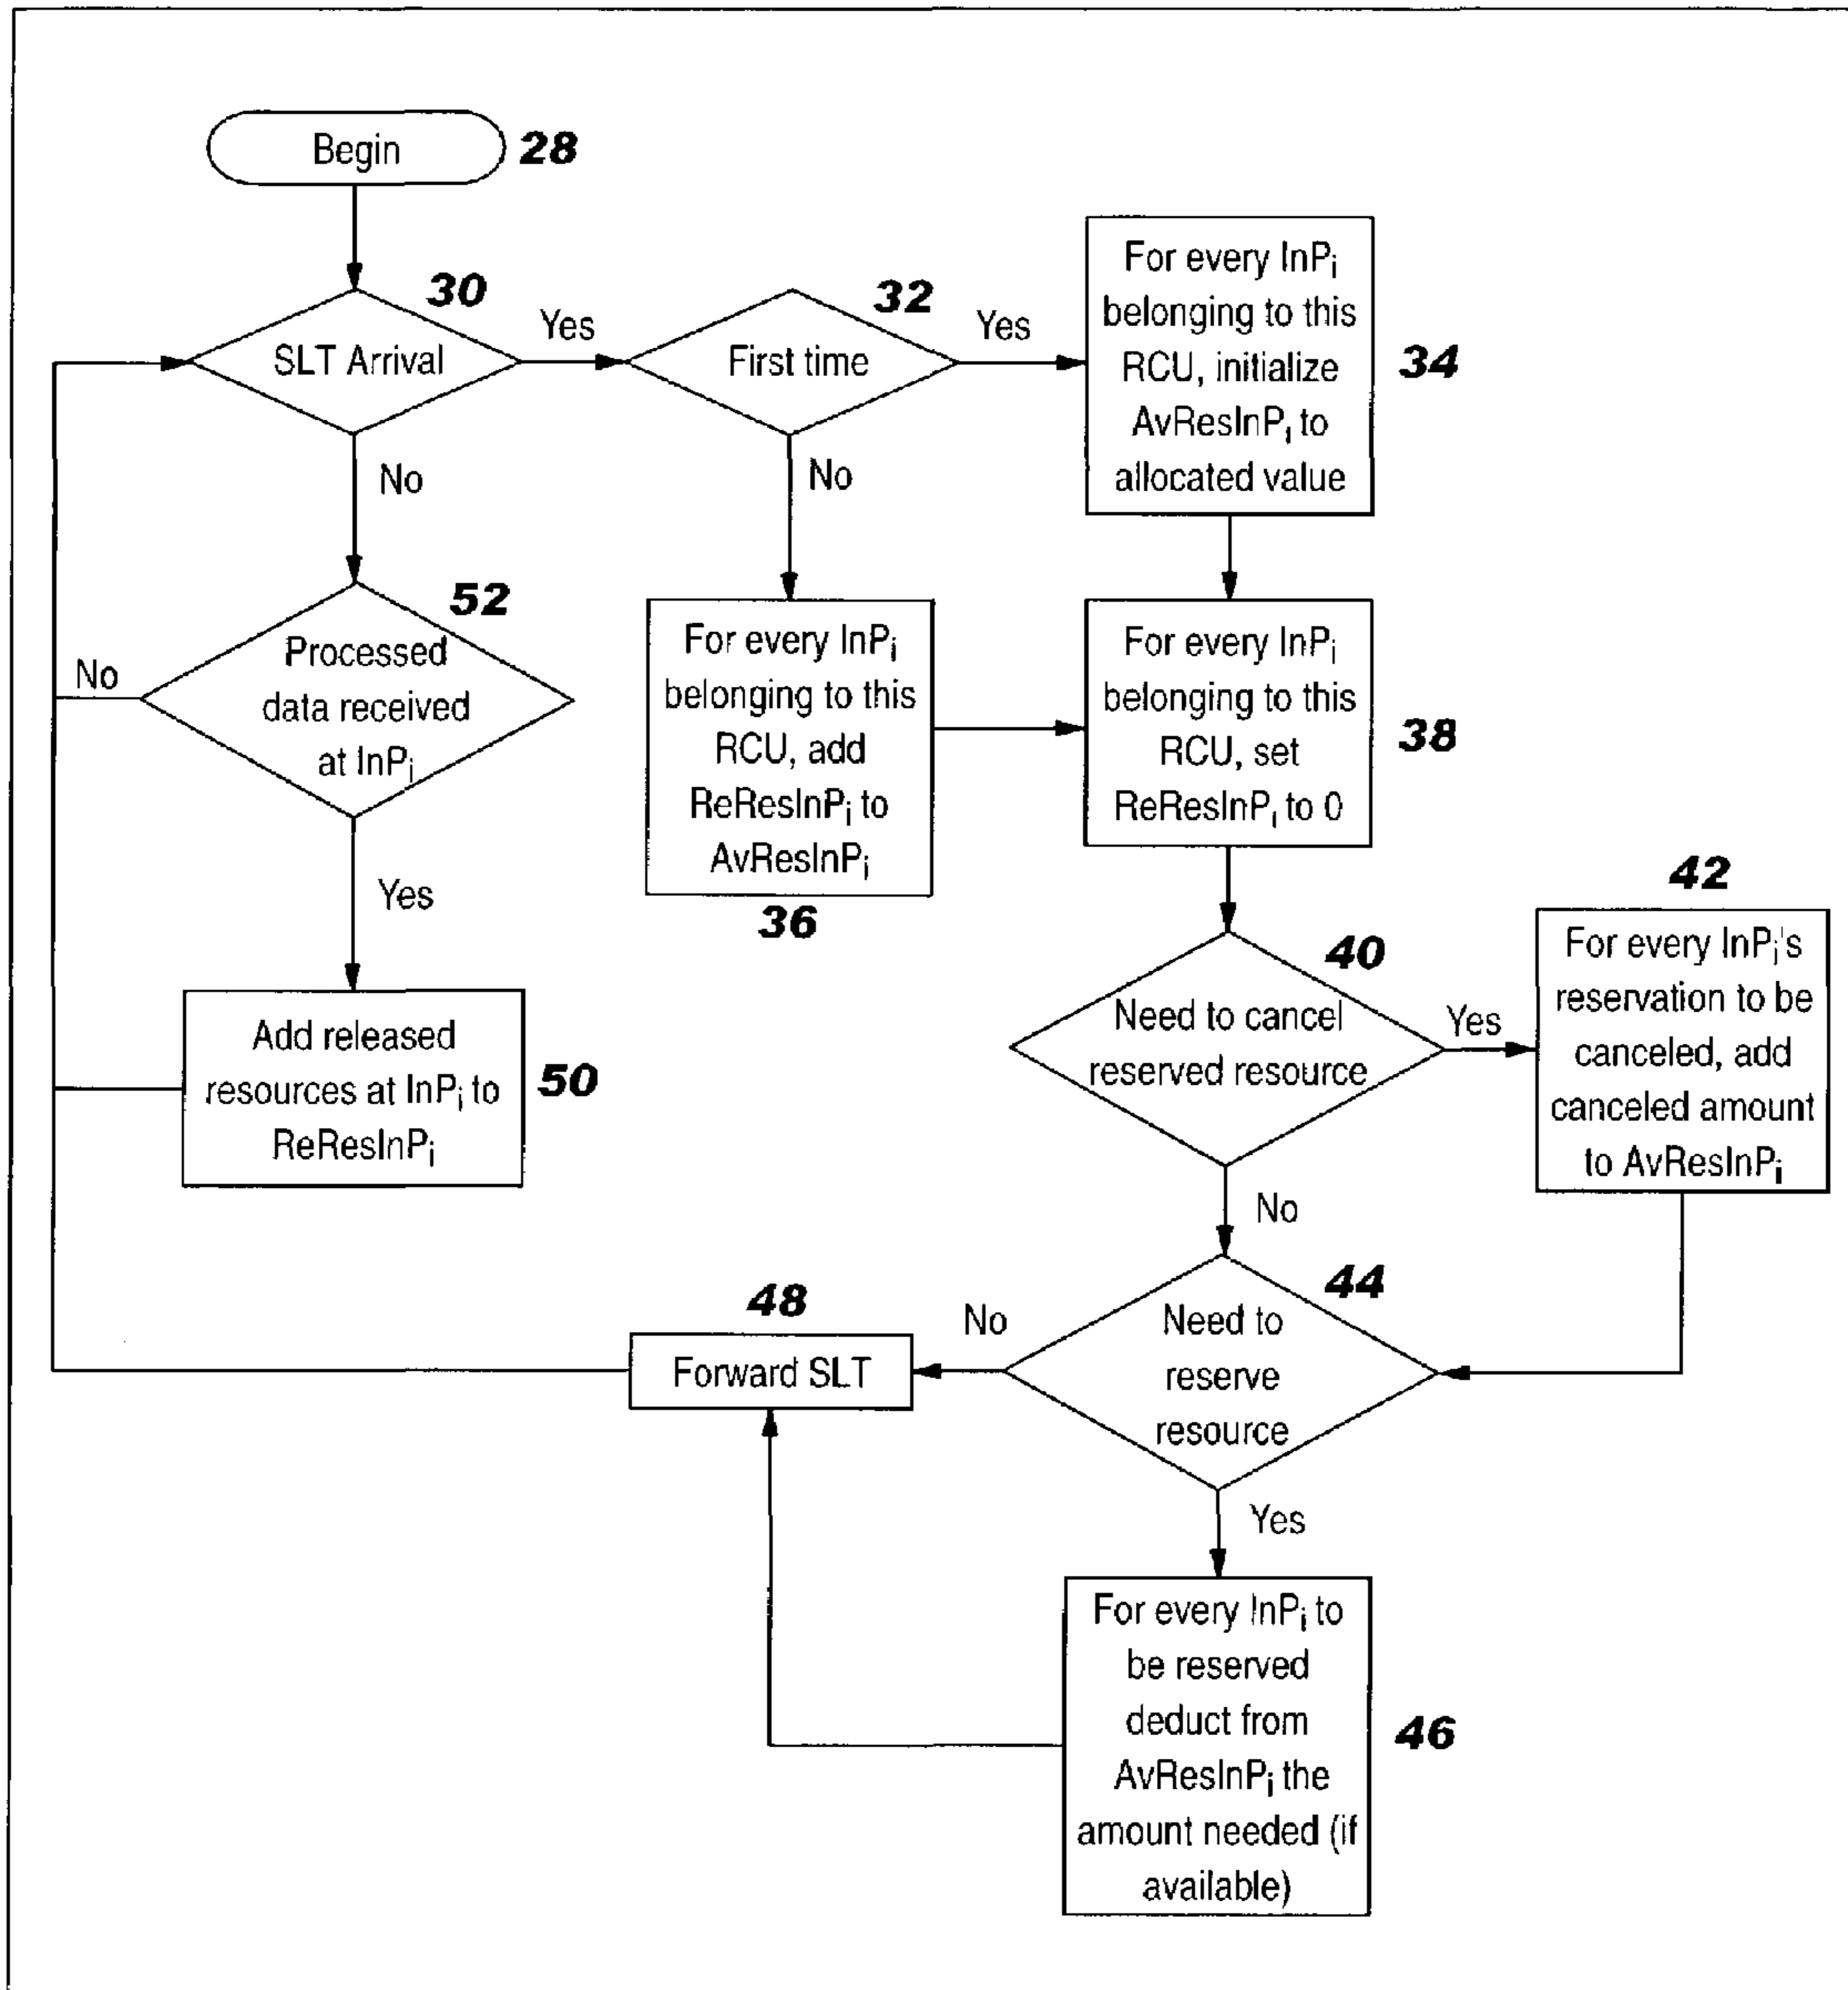 Begin
28
30
SLT Arrival
Yes
No
32
First time
Yes
No
For every InPi
belonging to this
RCU, initialize
AvResInPi to
allocated value
34
52
Processed
data received
at InPi
No
Yes
For every InPi
belonging to this
RCU, add
ReResInPi to
AvResInPi
36
For every InPi
belonging to this
RCU, set
ReResInPi to 0
38
40
Need to cancel
reserved resource
Yes
No
42
For every InPi's
reservation to be
canceled, add
canceled amount
to AvResInPi
Add released
resources at InPi to
ReResInPi
50
44
Need to
reserve
resource
No
Yes
48
Forward SLT
For every InPi to
be reserved
deduct from
AvResInPi the
amount needed (if
available)
46